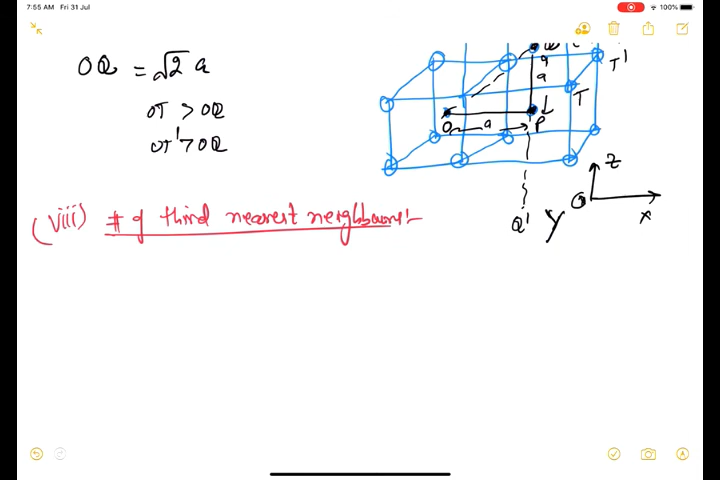 7:55 AM Fri 31 Jul
100%
OQ = √2 a
OT > OQ
OT' > OQ
T'
a
T
O
a
P
Z
X
Q'
Y
(viii) # of third nearest neighbours:-